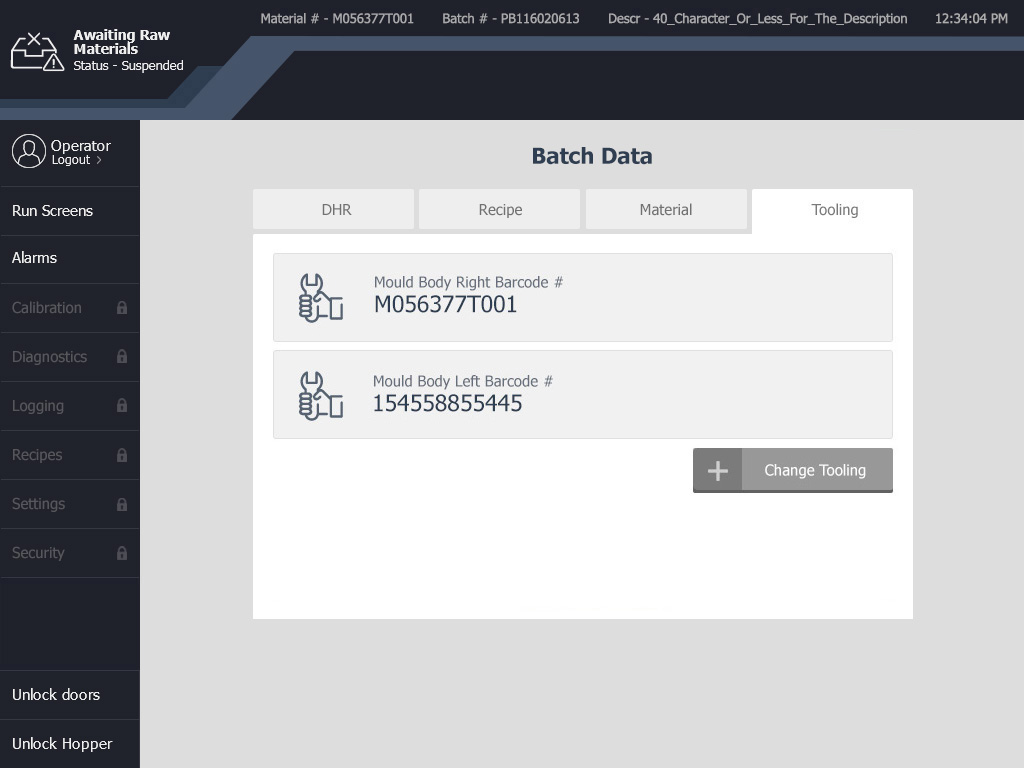 Material # - M056377T001 Batch # - PB116020613 Descr - 40_Character_Or_Less_For_The_Description 12:34:04 PM
Awaiting Raw
Materials
Status - Suspended
Operator
Logout >
Run Screens
Alarms
Calibration
Diagnostics
Logging
Recipes
Settings
Security
Unlock doors
Unlock Hopper
Batch Data
DHR Recipe Material Tooling
Mould Body Right Barcode #
M056377T001
Mould Body Left Barcode #
154558855445
Change Tooling